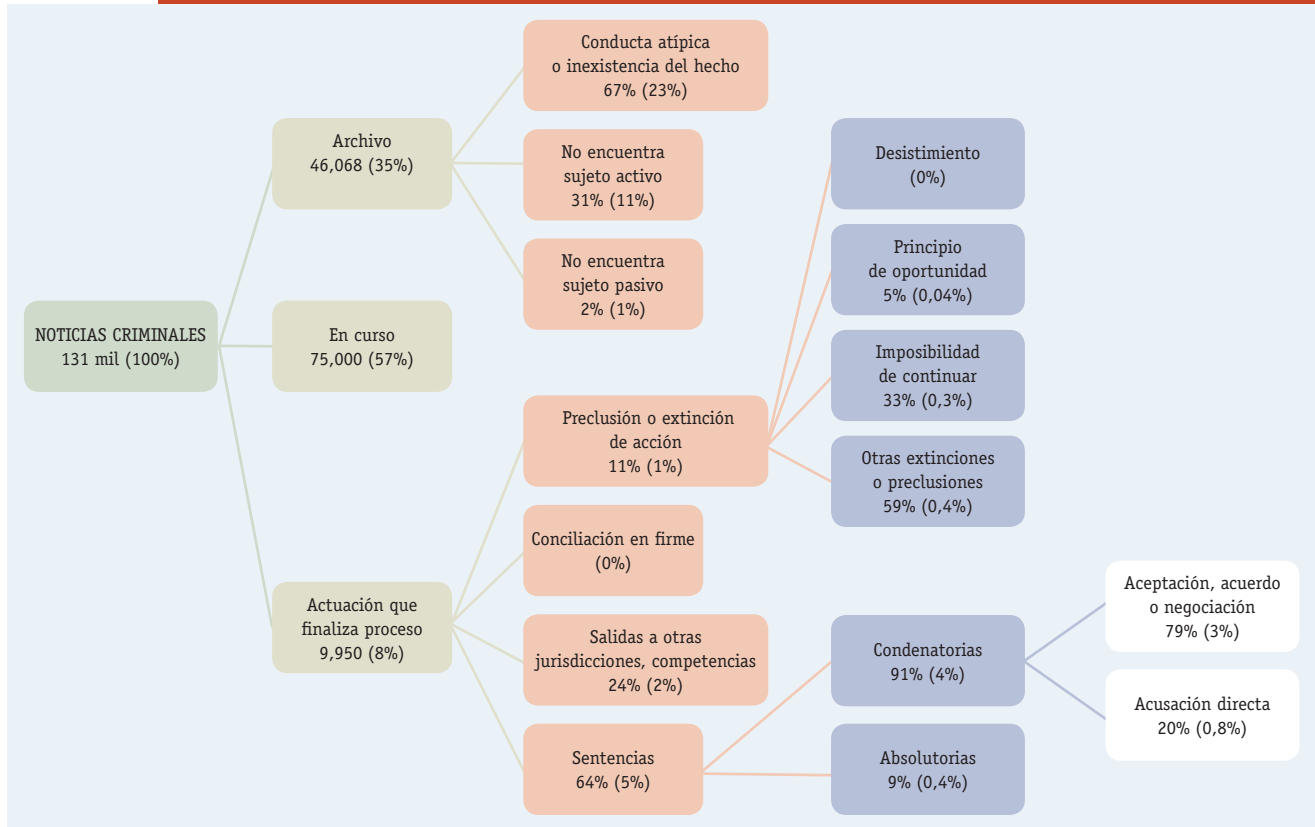 NOTICIAS CRIMINALES
131 mil (100%)
Archivo
46,068 (35%)
En curso
75,000 (57%)
Actuación que
finaliza proceso
9,950 (8%)
Conducta atípica
o inexistencia del hecho
67% (23%)
No encuentra
sujeto activo
31% (11%)
No encuentra
sujeto pasivo
2% (1%)
Preclusión o extinción
de acción
11% (1%)
Conciliación en firme
(0%)
Salidas a otras
jurisdicciones, competencias
24% (2%)
Sentencias
64% (5%)
Desistimiento
(0%)
Principio
de oportunidad
5% (0,04%)
Imposibilidad
de continuar
33% (0,3%)
Otras extinciones
o preclusiones
59% (0,4%)
Condenatorias
91% (4%)
Absolutorias
9% (0,4%)
Aceptación, acuerdo
o negociación
79% (3%)
Acusación directa
20% (0,8%)